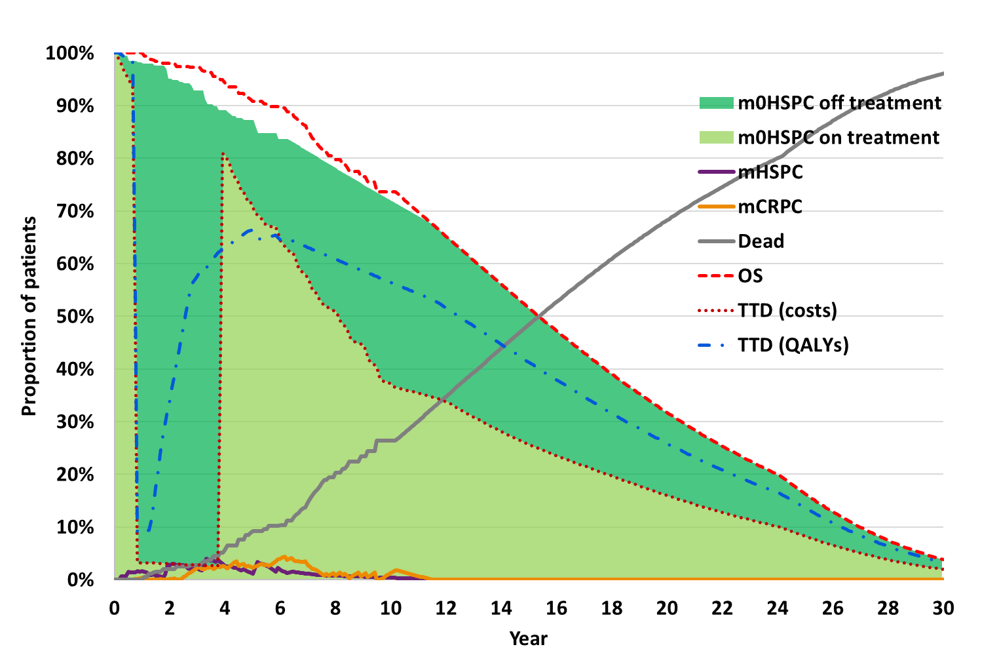 100%
90%
80%
70%
60%
50%
40%
30%
20%
10%
0%
Proportion of patients
m0HSPC off treatment
m0HSPC on treatment
mHSPC
mCRPC
Dead
OS
TTD (costs)
TTD (QALYs)
0 2 4 6 8 10 12 14 16 18 20 22 24 26 28 30
Year